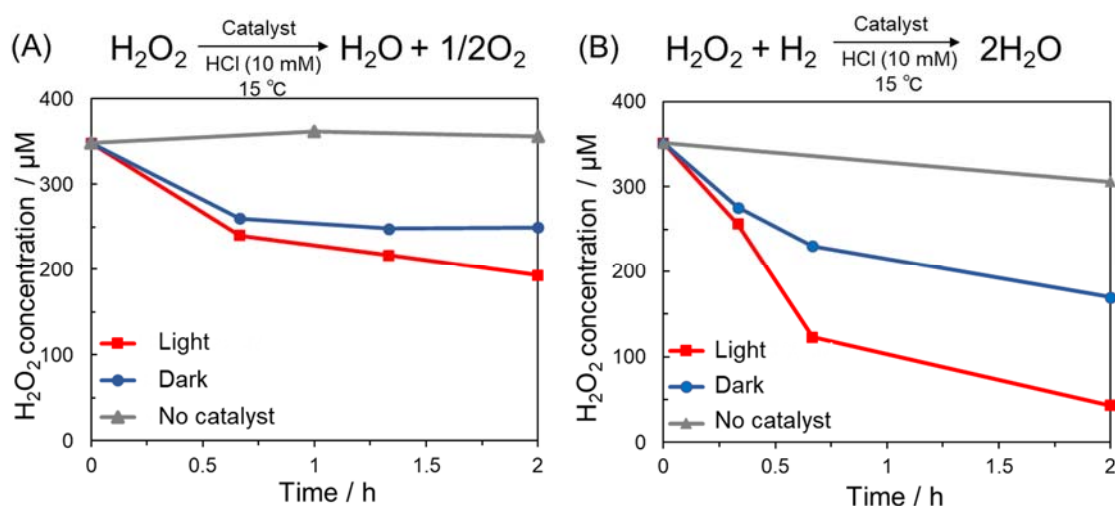 (A)
H₂O₂ Catalyst H₂O + 1/2O₂
HCl (10 mM)
15 °C
H₂O₂ concentration / μM
400
300
200
100
0
Light
Dark
No catalyst
0 0.5 1 1.5 2
Time / h
(B)
H₂O₂ + H₂ Catalyst 2H₂O
HCl (10 mM)
15 °C
H₂O₂ concentration / μM
400
300
200
100
0
Light
Dark
No catalyst
0 0.5 1 1.5 2
Time / h